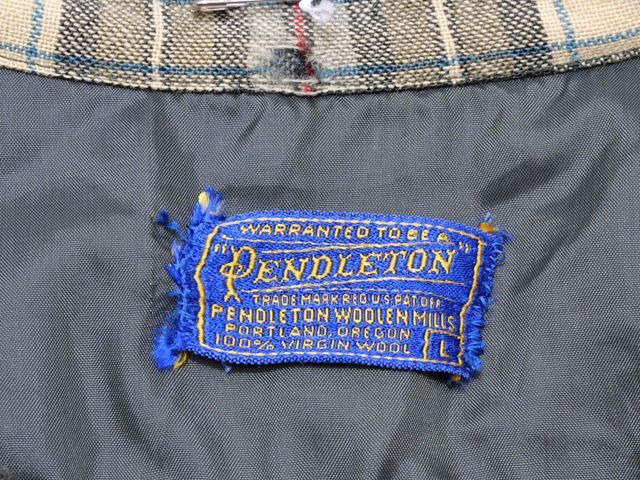 WARRANTED TO BE A
"PENDLETON"
TRADE MARK REG U.S. PAT. OFF.
PENDLETON WOOLEN MILLS
PORTLAND, OREGON
100% VIRGIN WOOL L